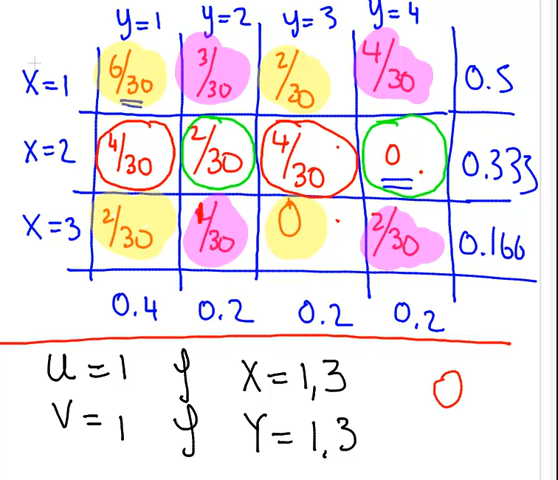 y=1 y=2 y=3 y=4
X=1 6/30 3/30 2/30 4/30 0.5
X=2 4/30 2/30 4/30 0 0.333
X=3 2/30 1/30 0 2/30 0.166
0.4 0.2 0.2 0.2
U=1 X=1,3 0
V=1 Y=1,3